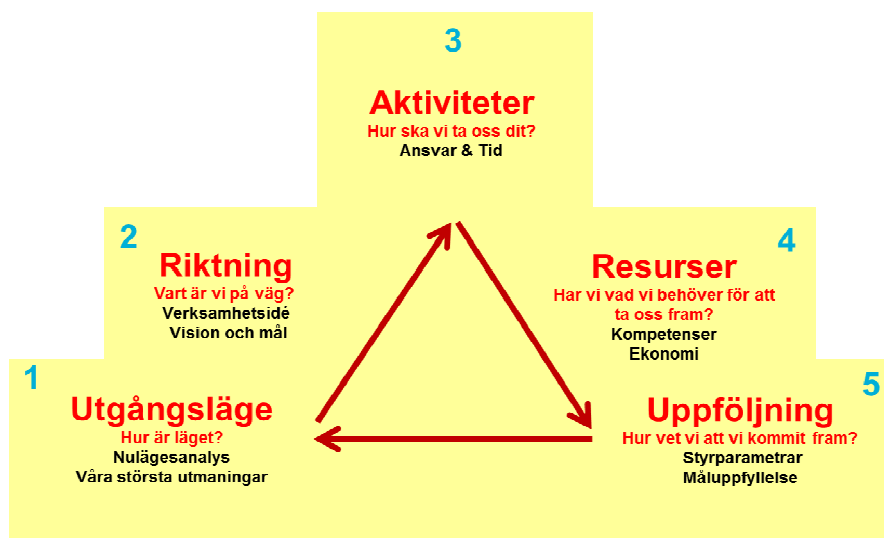 3
Aktiviteter
Hur ska vi ta oss dit?
Ansvar & Tid
2
Riktning
Vart är vi på väg?
Verksamhetsidé
Vision och mål
4
Resurser
Har vi vad vi behöver för att
ta oss fram?
Kompetenser
Ekonomi
1
Utgångsläge
Hur är läget?
Nulägesanalys
Våra största utmaningar
5
Uppföljning
Hur vet vi att vi kommit fram?
Styrparametrar
Måluppfyllelse